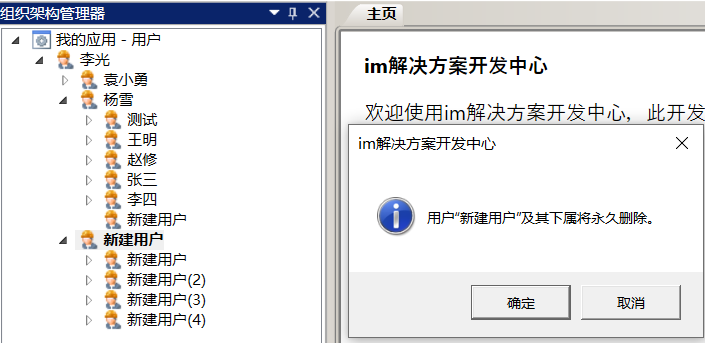 组织架构管理器
我的应用 - 用户
李光
袁小勇
杨雪
测试
王明
赵修
张三
李四
新建用户
新建用户
新建用户
新建用户(2)
新建用户(3)
新建用户(4)
主页
im解决方案开发中心
欢迎使用im解决方案开发中心，此开发
im解决方案开发中心
用户“新建用户”及其下属将永久删除。
确定
取消